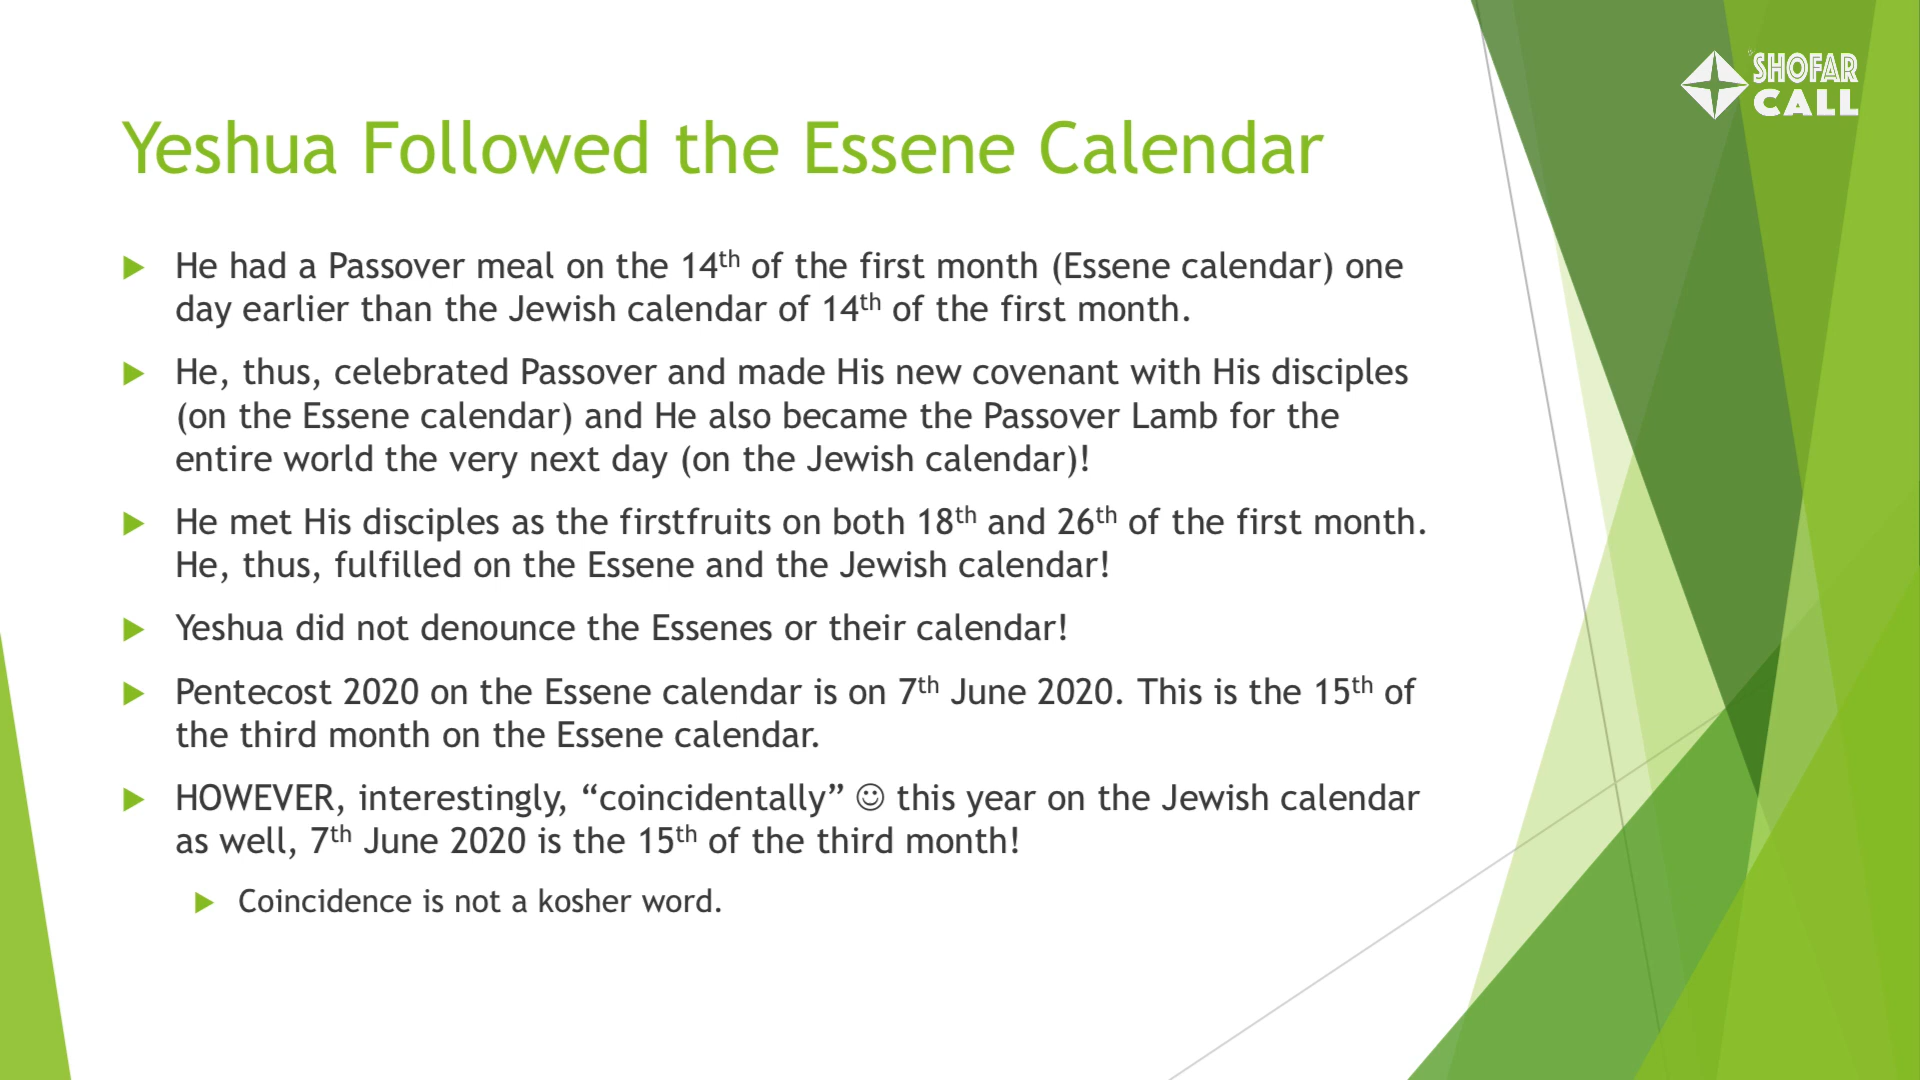 SHOFAR
CALL
Yeshua Followed the Essene Calendar
He had a Passover meal on the 14th of the first month (Essene calendar) one
day earlier than the Jewish calendar of 14th of the first month.
He, thus, celebrated Passover and made His new covenant with His disciples
(on the Essene calendar) and He also became the Passover Lamb for the
entire world the very next day (on the Jewish calendar)!
He met His disciples as the firstfruits on both 18th and 26th of the first month.
He, thus, fulfilled on the Essene and the Jewish calendar!
Yeshua did not denounce the Essenes or their calendar!
Pentecost 2020 on the Essene calendar is on 7th June 2020. This is the 15th of
the third month on the Essene calendar.
HOWEVER, interestingly, “coincidentally” ☺ this year on the Jewish calendar
as well, 7th June 2020 is the 15th of the third month!
Coincidence is not a kosher word.